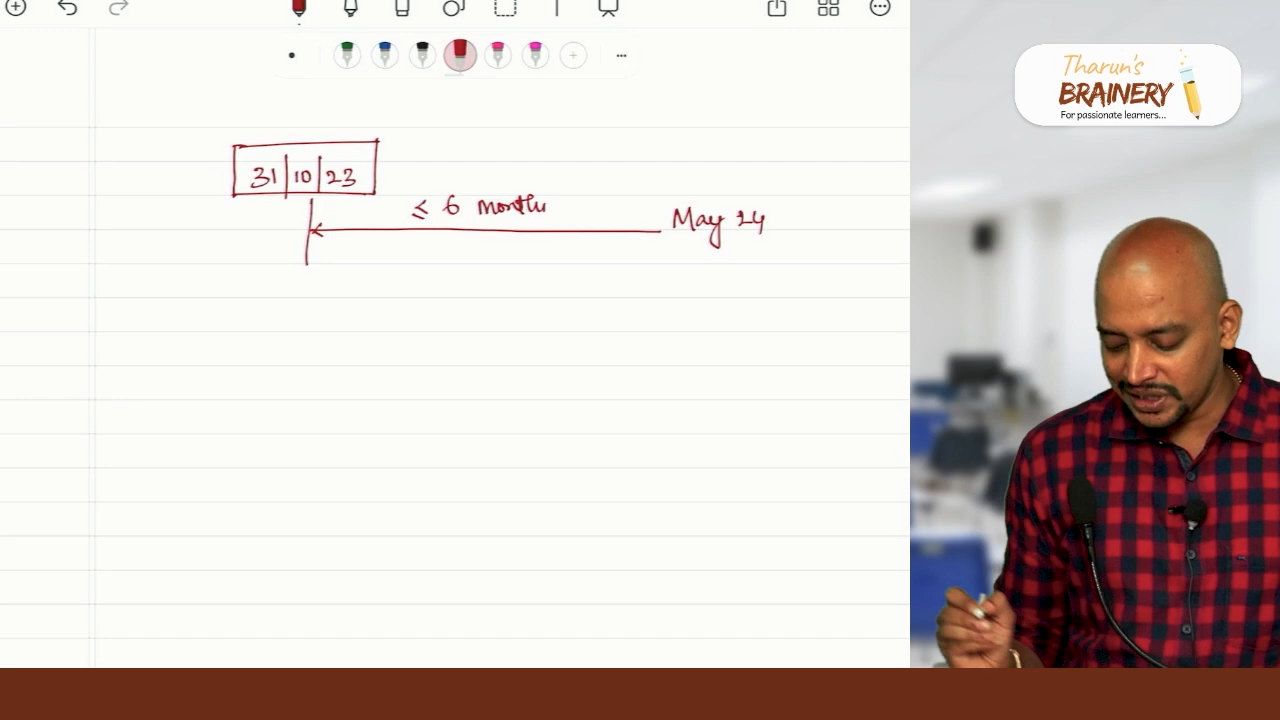 Tharun's
BRAINERY
For passionate learners...
31 | 10 | 23
≤ 6 months
May 24